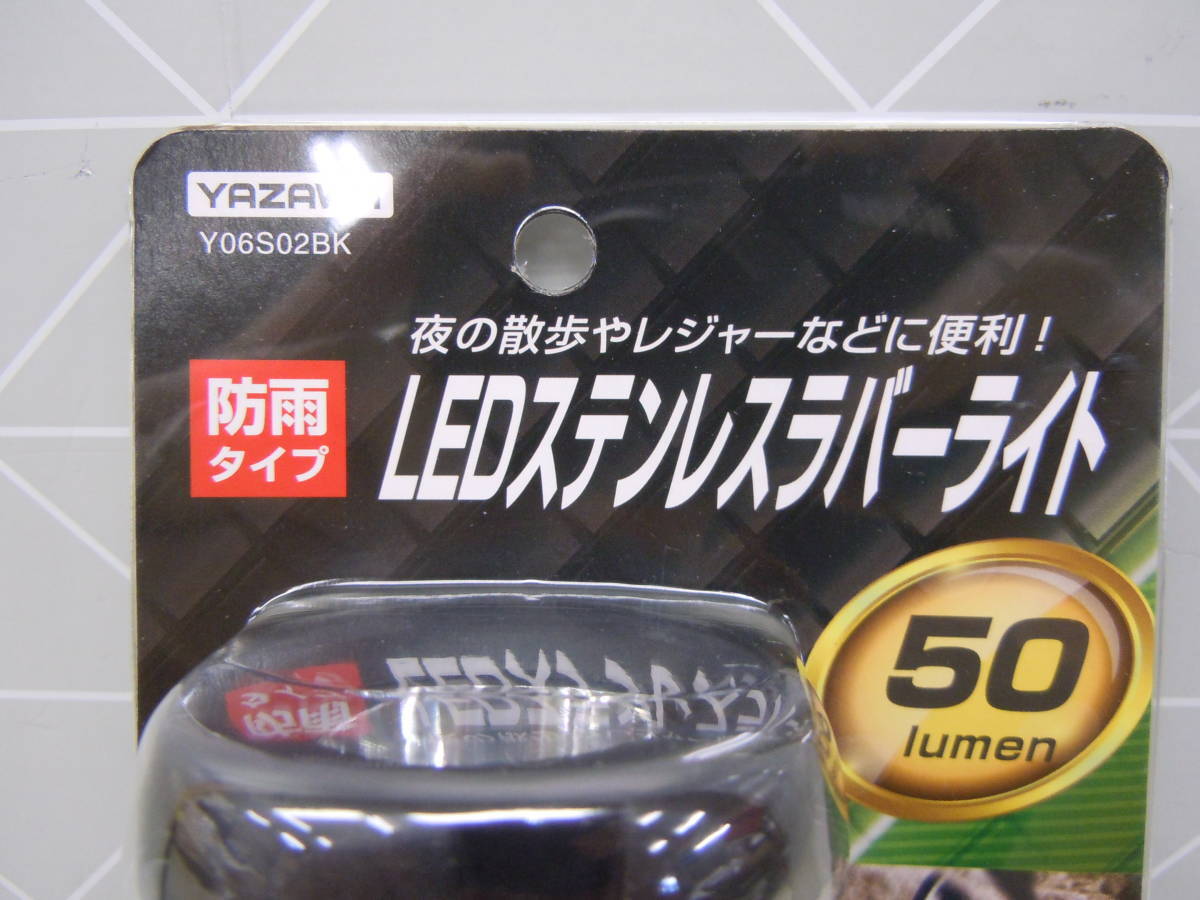 YAZAWA
Y06S02BK
夜の散歩やレジャーなどに便利！
防雨
タイプ
LEDステンレスラバーライト
50
lumen